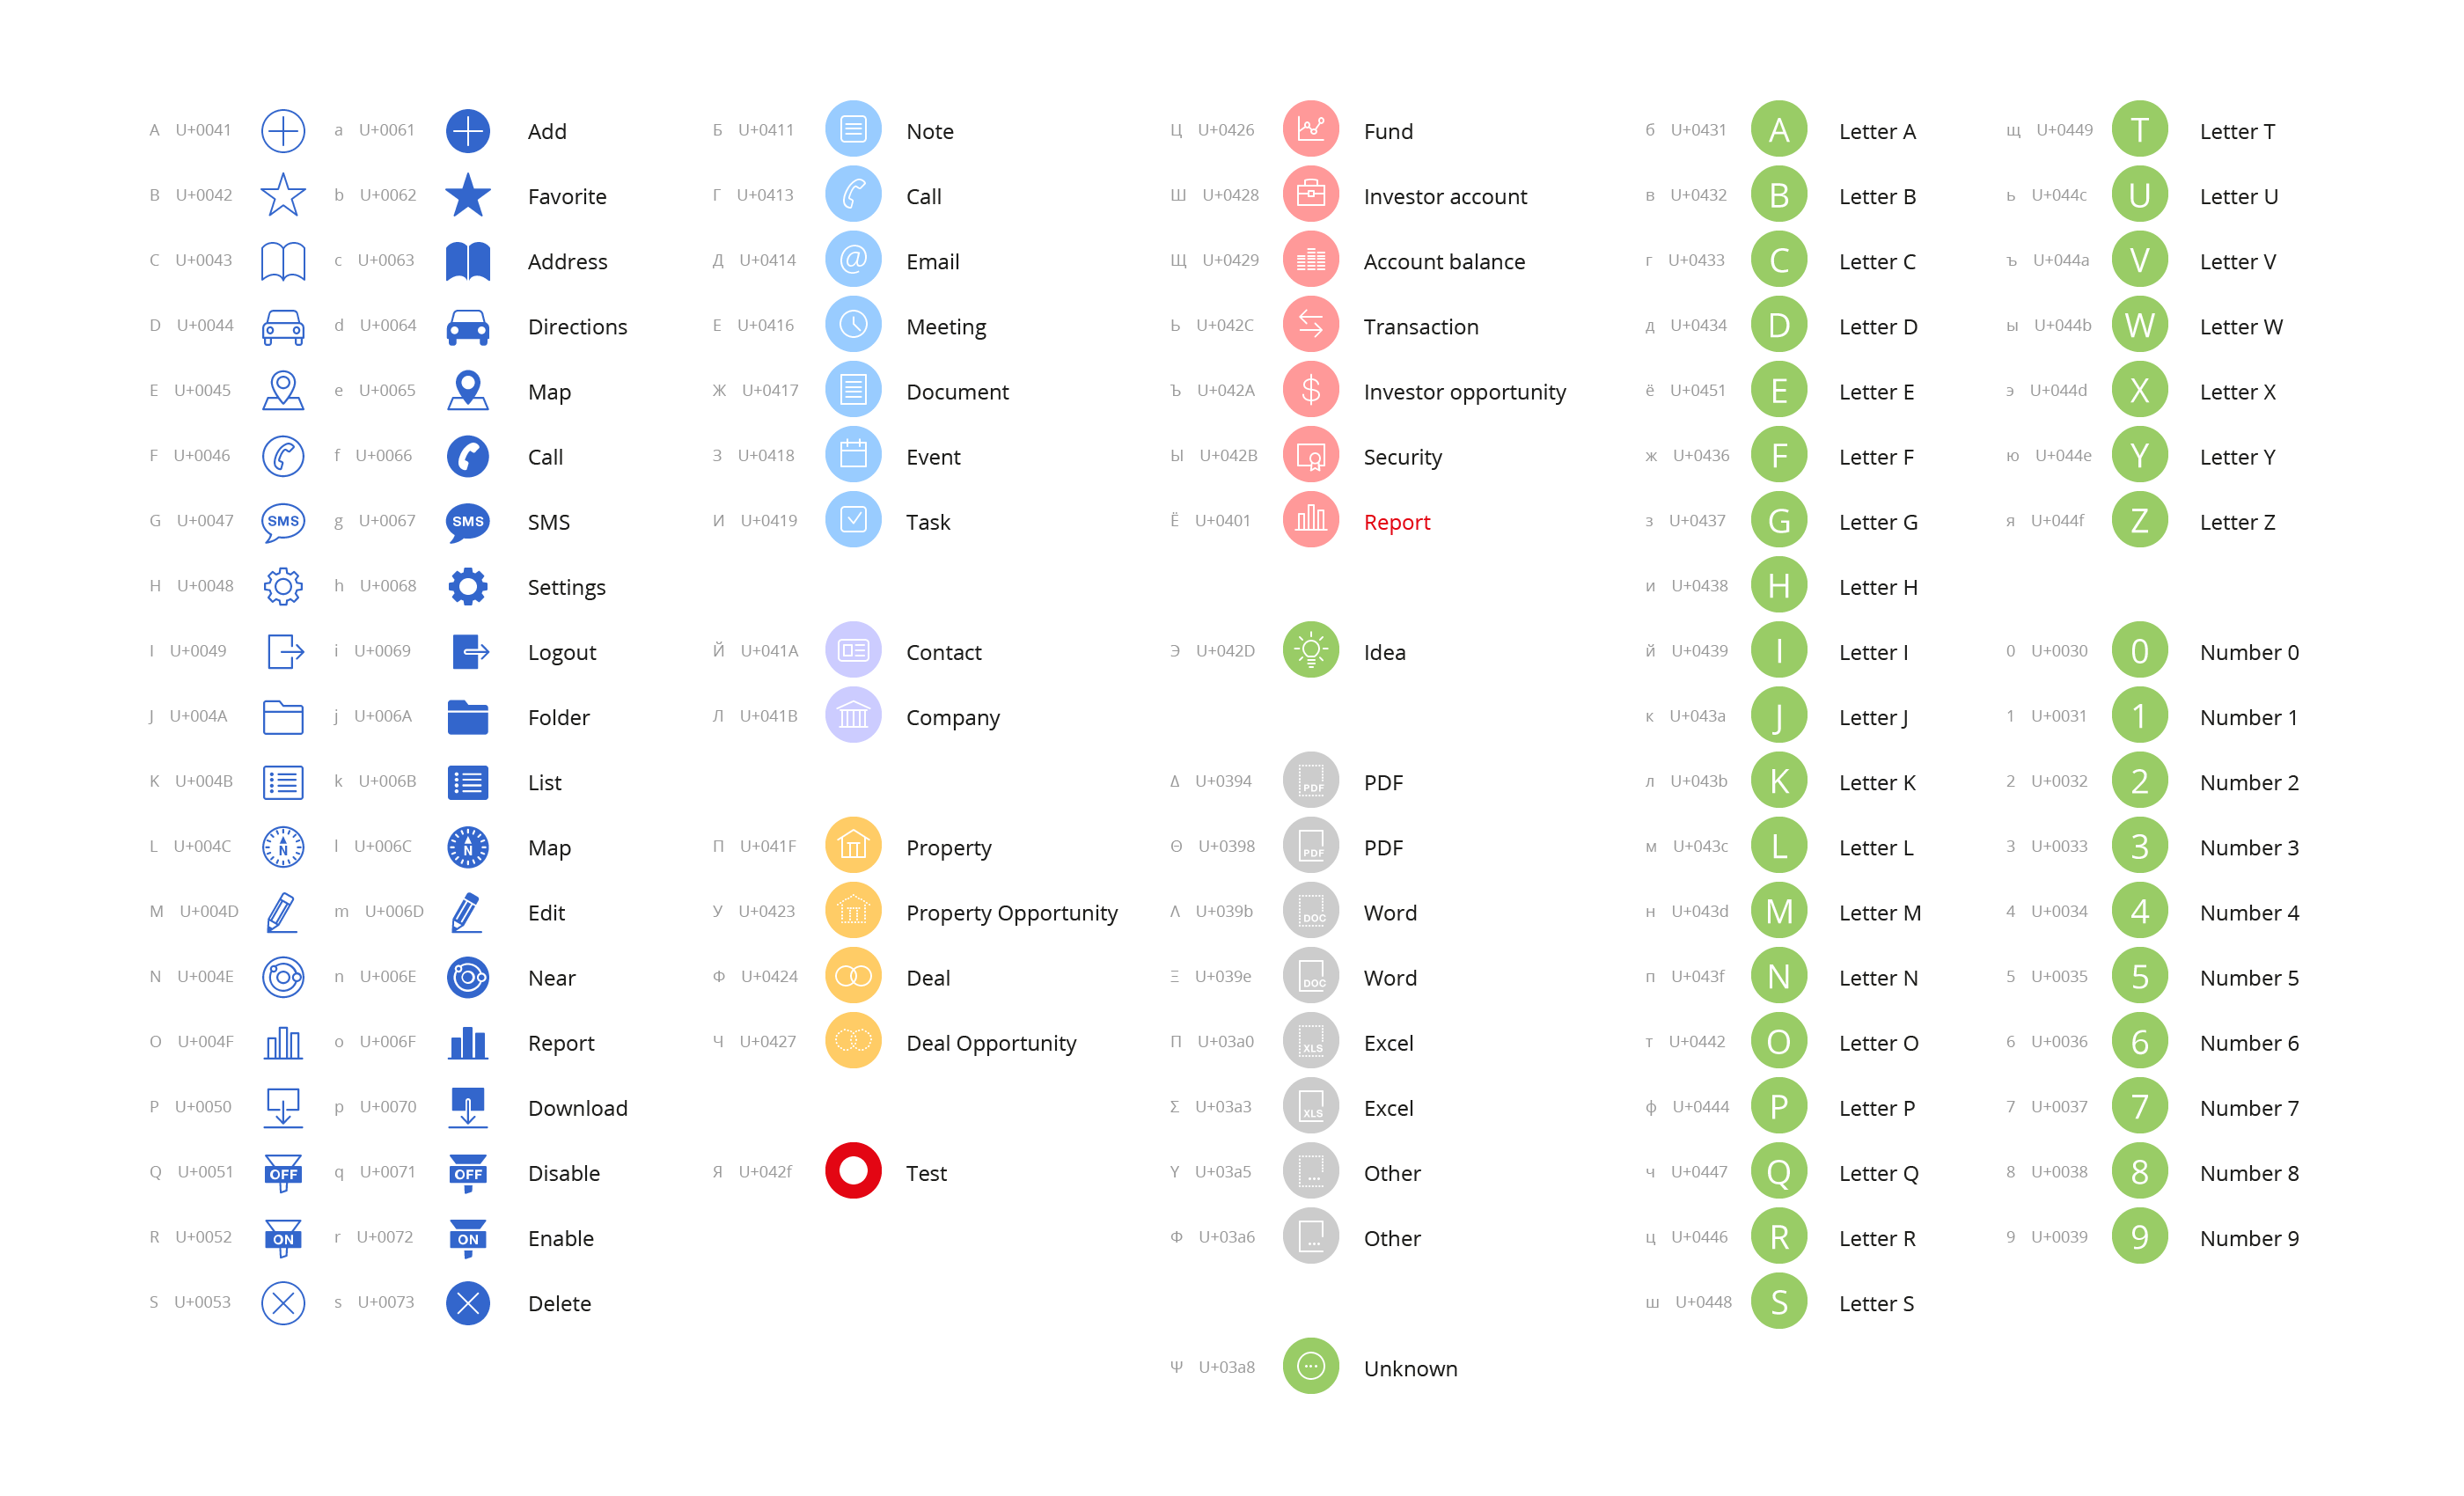 A U+0041 a U+0061 Add
B U+0042 b U+0062 Favorite
C U+0043 c U+0063 Address
D U+0044 d U+0064 Directions
E U+0045 e U+0065 Map
F U+0046 f U+0066 Call
G U+0047 SMS g U+0067 SMS SMS
H U+0048 h U+0068 Settings
I U+0049 i U+0069 Logout
J U+004A j U+006A Folder
K U+004B k U+006B List
L U+004C N l U+006C N Map
M U+004D m U+006D Edit
N U+004E n U+006E Near
O U+004F o U+006F Report
P U+0050 p U+0070 Download
Q U+0051 OFF q U+0071 OFF Disable
R U+0052 ON r U+0072 ON Enable
S U+0053 s U+0073 Delete
Б U+0411 Note
Г U+0413 Call
Д U+0414 @ Email
Е U+0416 Meeting
Ж U+0417 Document
З U+0418 Event
И U+0419 Task
Й U+041A Contact
Л U+041B Company
П U+041F Property
У U+0423 Property Opportunity
Ф U+0424 Deal
Ч U+0427 Deal Opportunity
Я U+042f Test
Ц U+0426 Fund
Ш U+0428 Investor account
Щ U+0429 Account balance
Ь U+042C Transaction
Ъ U+042A $ Investor opportunity
Ы U+042B Security
Ё U+0401 Report
Э U+042D Idea
Δ U+0394 PDF PDF
Θ U+0398 PDF PDF
Λ U+039b DOC Word
Ξ U+039e DOC Word
Π U+03a0 XLS Excel
Σ U+03a3 XLS Excel
Υ U+03a5 ... Other
Φ U+03a6 ... Other
Ψ U+03a8 ... Unknown
б U+0431 A Letter A
в U+0432 B Letter B
г U+0433 C Letter C
д U+0434 D Letter D
ё U+0451 E Letter E
ж U+0436 F Letter F
з U+0437 G Letter G
и U+0438 H Letter H
й U+0439 I Letter I
к U+043a J Letter J
л U+043b K Letter K
м U+043c L Letter L
н U+043d M Letter M
п U+043f N Letter N
т U+0442 O Letter O
ф U+0444 P Letter P
ч U+0447 Q Letter Q
ц U+0446 R Letter R
ш U+0448 S Letter S
щ U+0449 T Letter T
ь U+044c U Letter U
ъ U+044a V Letter V
ы U+044b W Letter W
э U+044d X Letter X
ю U+044e Y Letter Y
я U+044f Z Letter Z
0 U+0030 0 Number 0
1 U+0031 1 Number 1
2 U+0032 2 Number 2
3 U+0033 3 Number 3
4 U+0034 4 Number 4
5 U+0035 5 Number 5
6 U+0036 6 Number 6
7 U+0037 7 Number 7
8 U+0038 8 Number 8
9 U+0039 9 Number 9